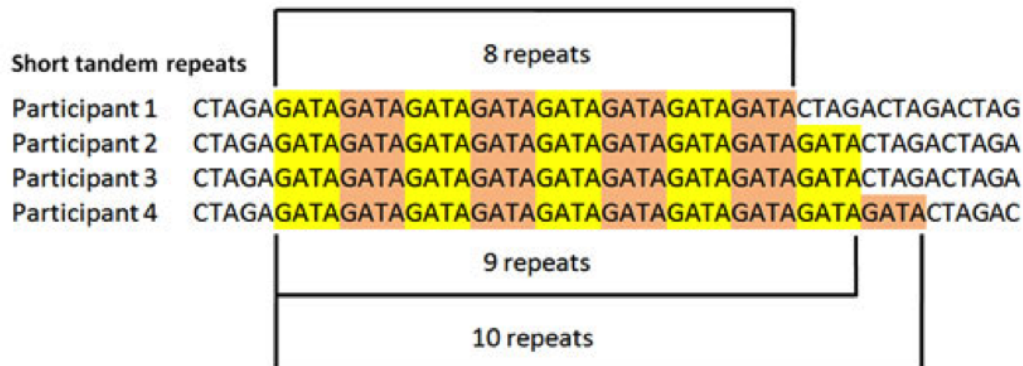 8 repeats
Short tandem repeats
Participant 1 CTAGAGATAGATAGATAGATAGATAGATAGATAGATACTAGACTAGACTAG
Participant 2 CTAGAGATAGATAGATAGATAGATAGATAGATAGATAGATACTAGACTAGA
Participant 3 CTAGAGATAGATAGATAGATAGATAGATAGATAGATAGATACTAGACTAGA
Participant 4 CTAGAGATAGATAGATAGATAGATAGATAGATAGATAGATAGATACTAGAC
9 repeats
10 repeats